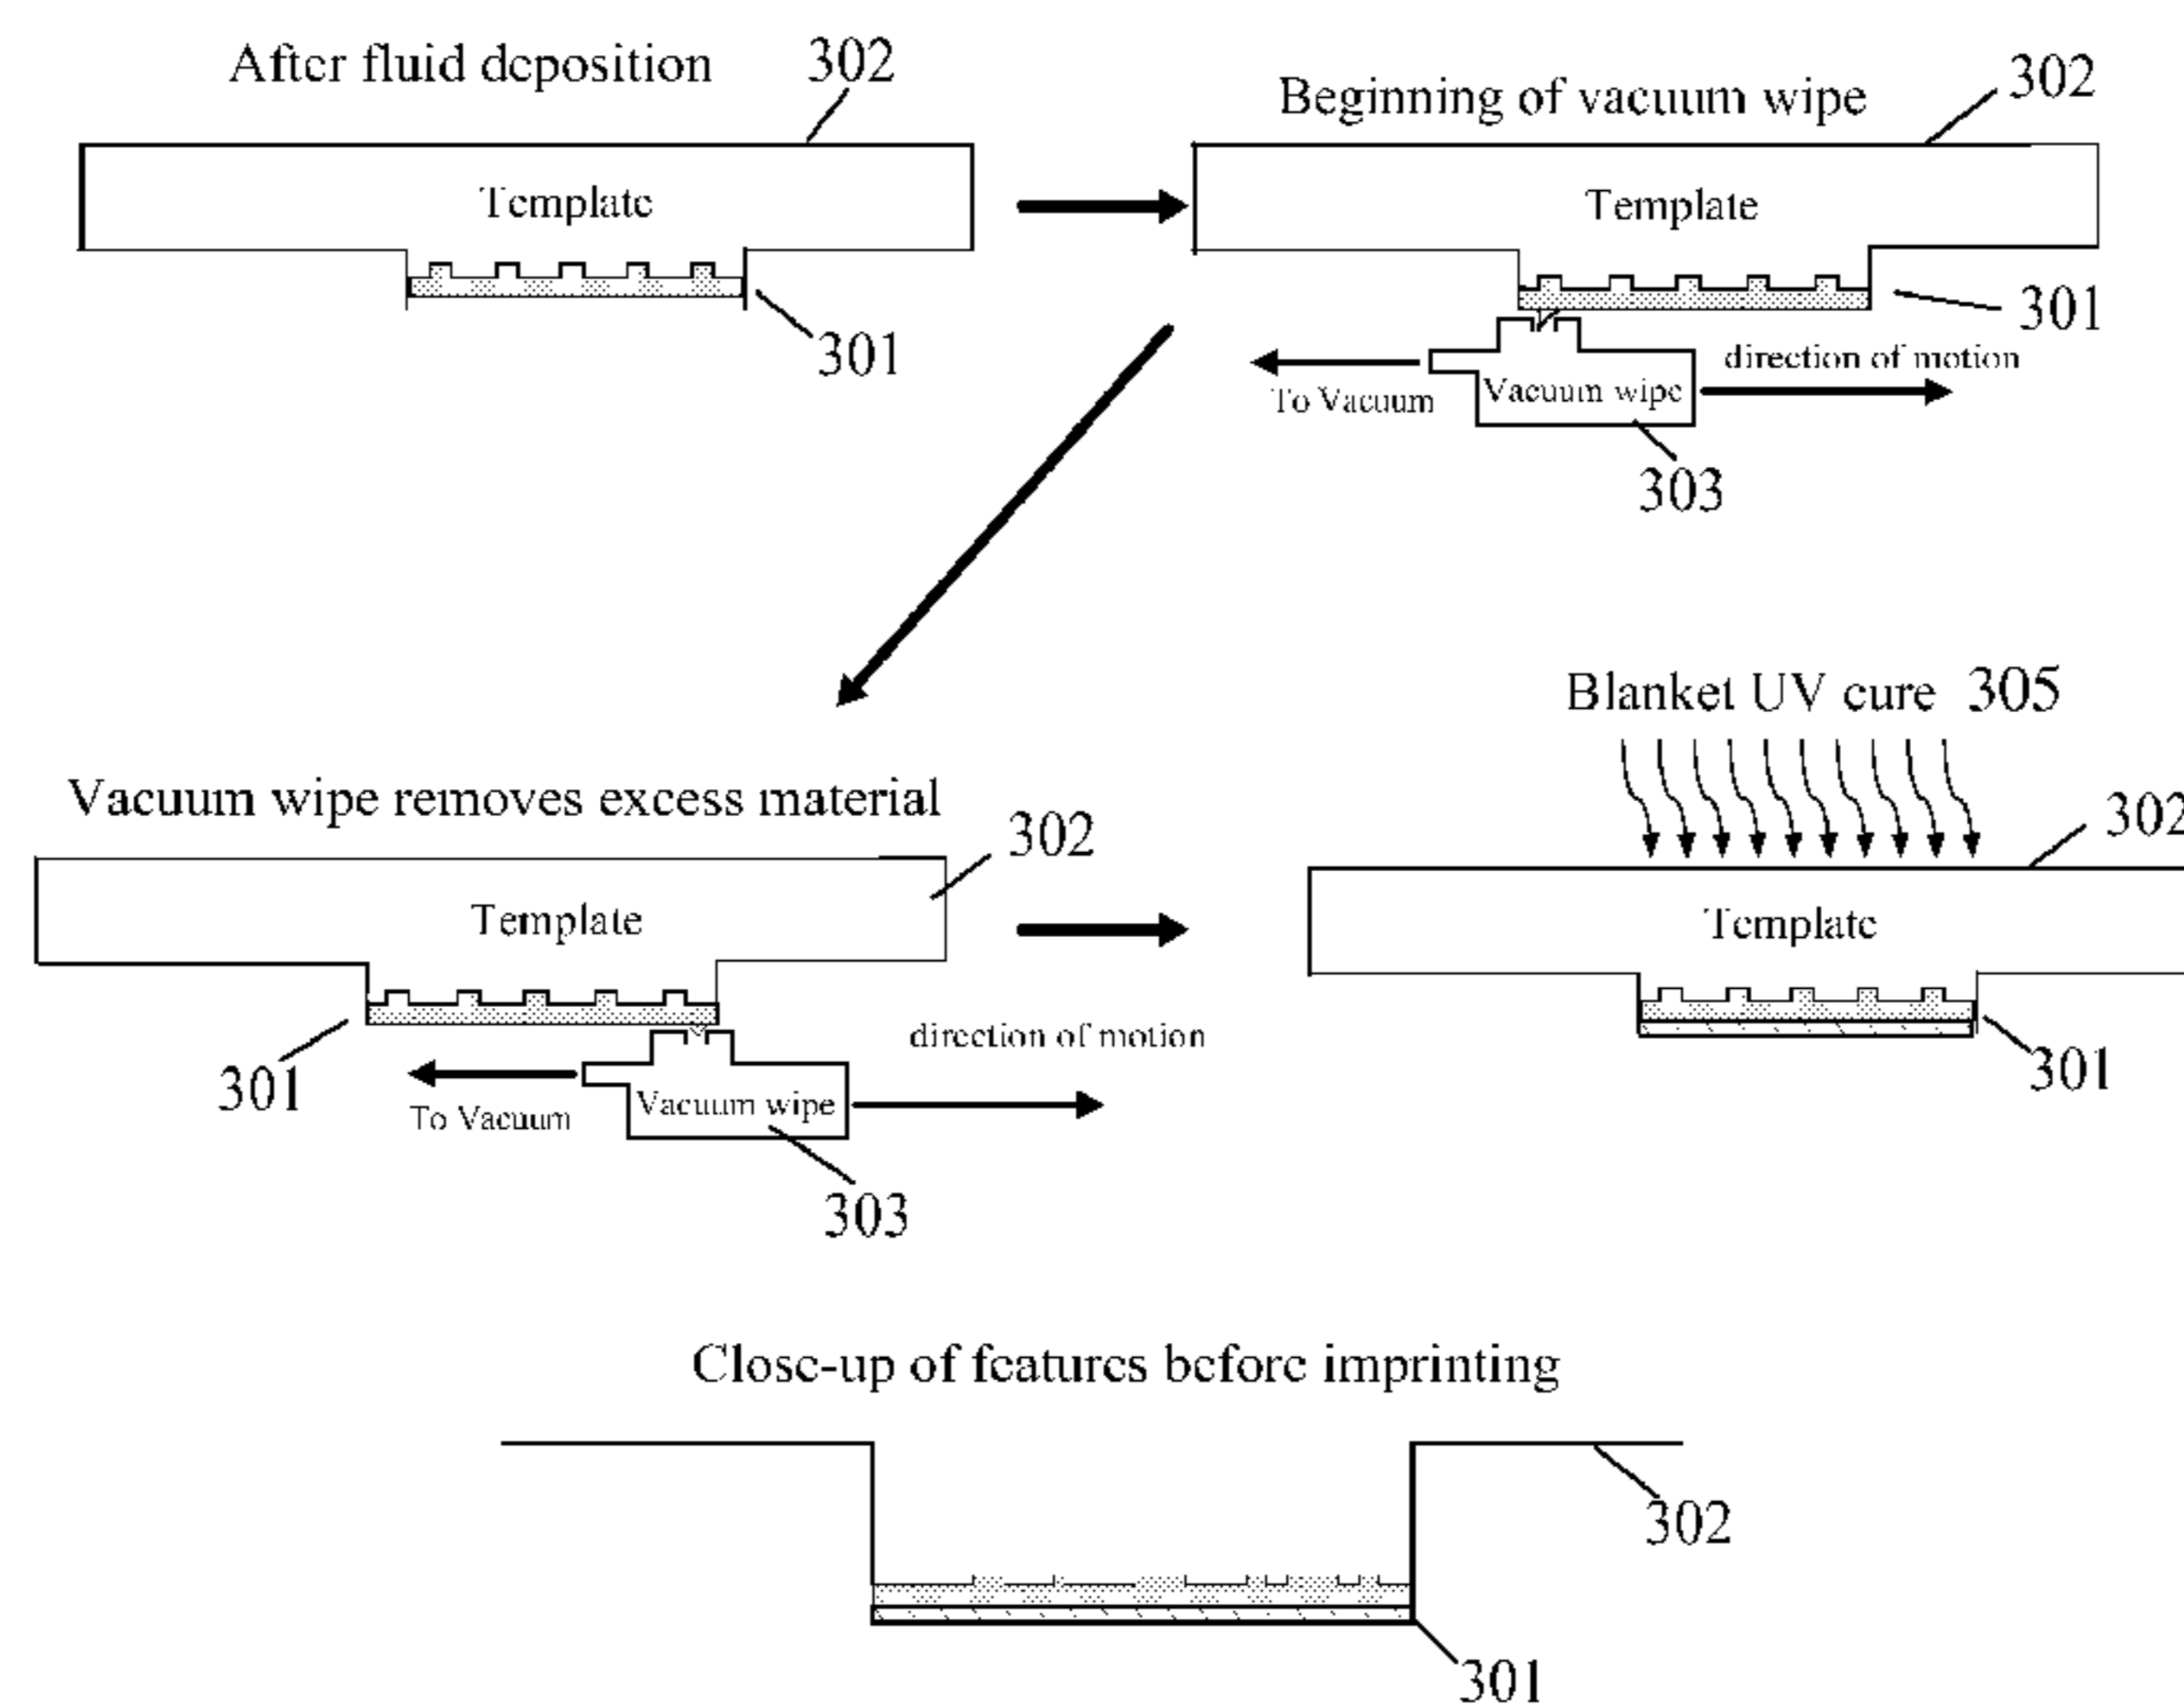 After fluid deposition
302
Template
301
Beginning of vacuum wipe
302
Template
301
To Vacuum
Vacuum wipe
direction of motion
303
Vacuum wipe removes excess material
302
Template
301
To Vacuum
Vacuum wipe
direction of motion
303
Blanket UV cure 305
302
Template
301
Close-up of features before imprinting
302
301